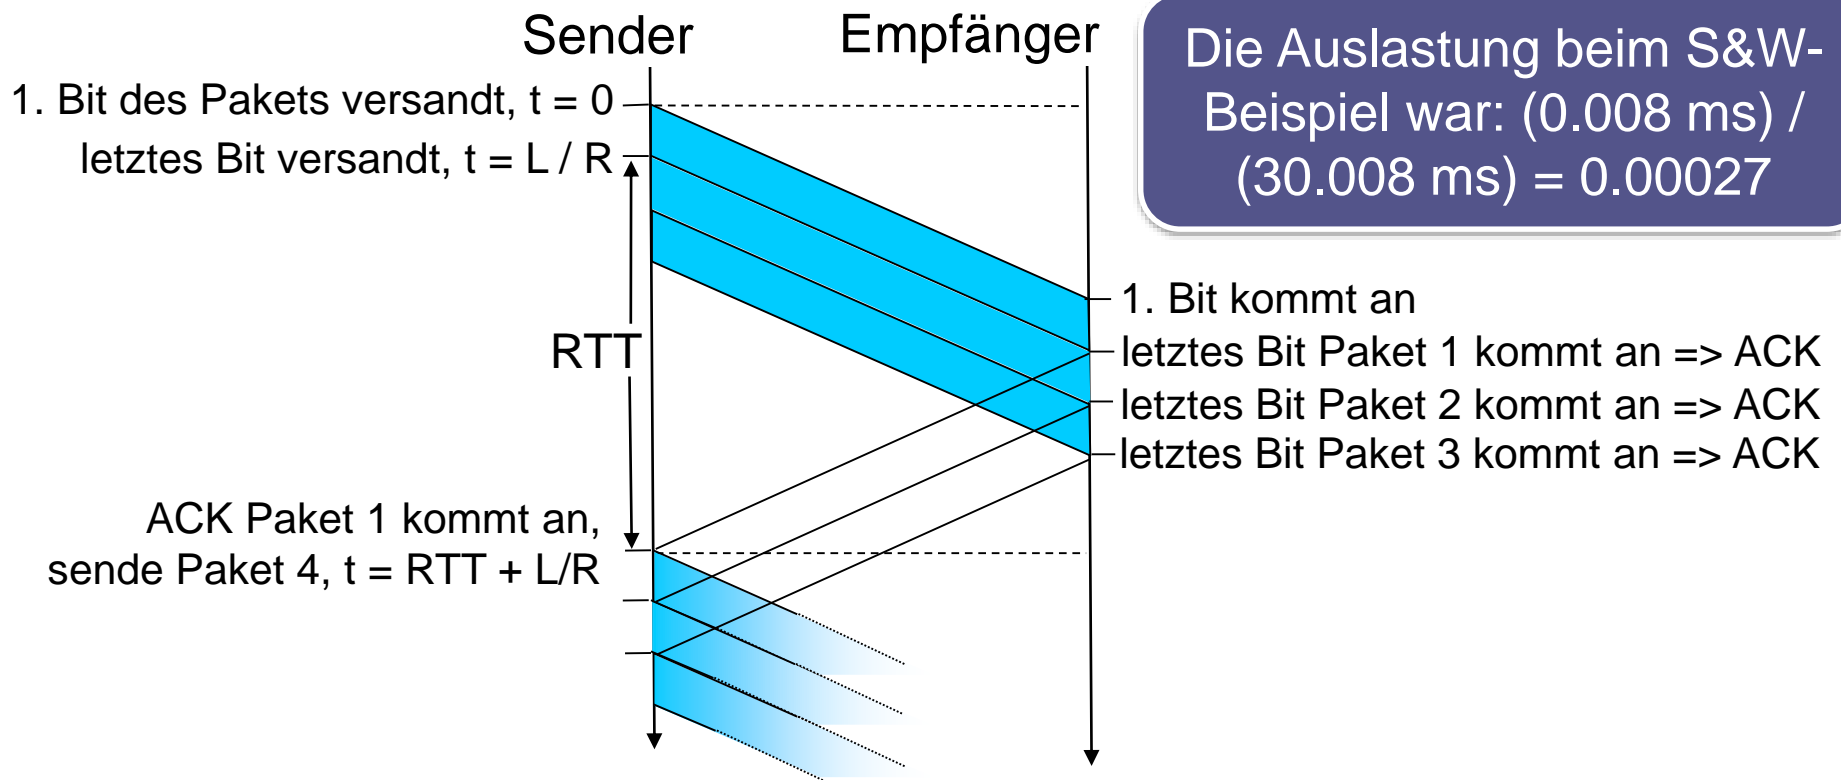 Sender
Empfänger
Die Auslastung beim S&W-
Beispiel war: (0.008 ms) /
(30.008 ms) = 0.00027
1. Bit des Pakets versandt, t = 0
letztes Bit versandt, t = L / R
1. Bit kommt an
RTT
letztes Bit Paket 1 kommt an => ACK
letztes Bit Paket 2 kommt an => ACK
letztes Bit Paket 3 kommt an => ACK
ACK Paket 1 kommt an,
sende Paket 4, t = RTT + L/R